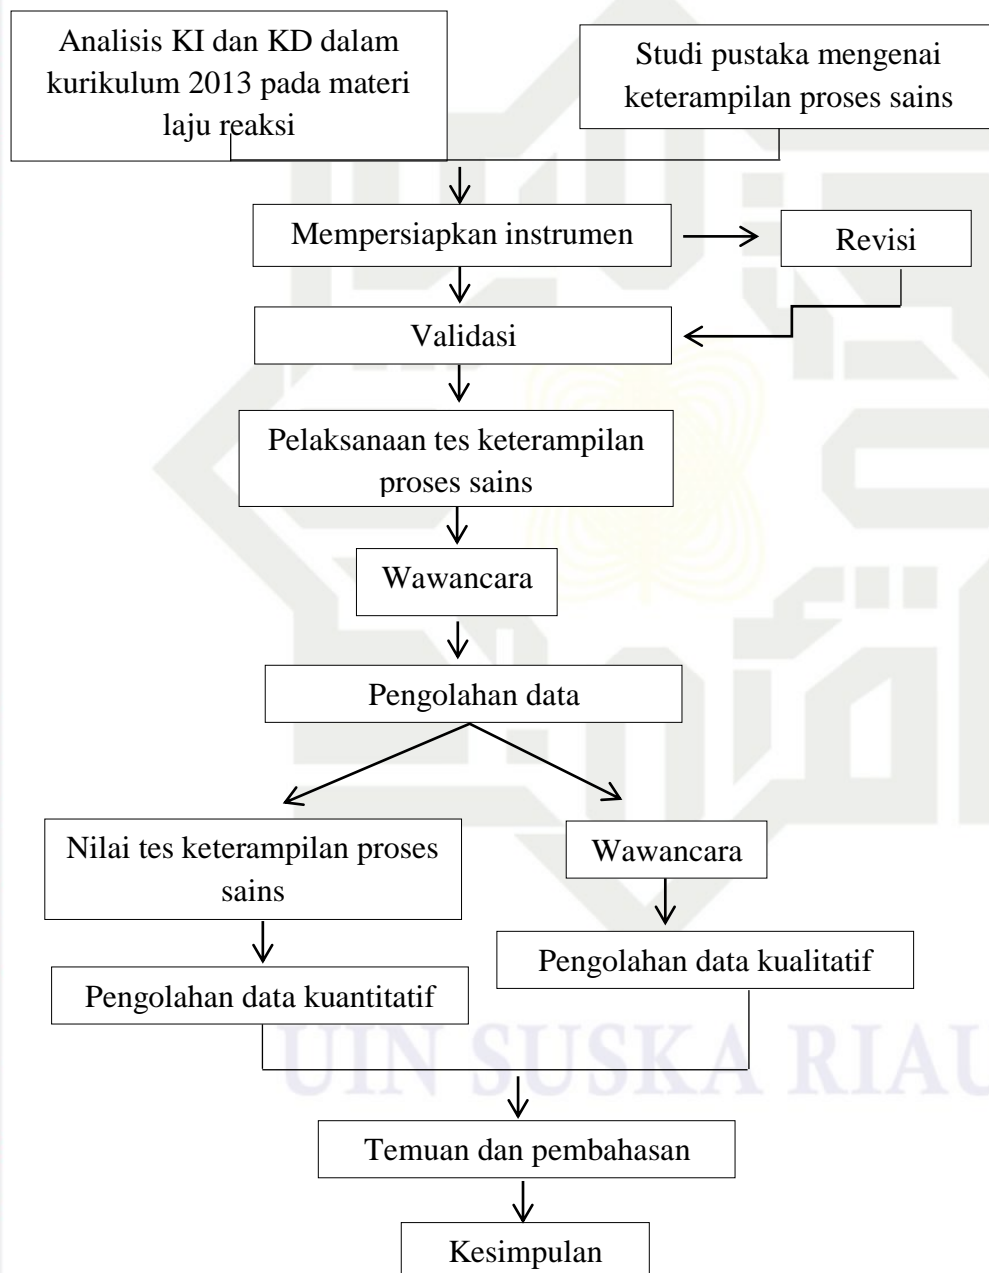 Analisis KI dan KD dalam
kurikulum 2013 pada materi
laju reaksi
Studi pustaka mengenai
keterampilan proses sains
Mempersiapkan instrumen
Revisi
Validasi
Pelaksanaan tes keterampilan
proses sains
Wawancara
Pengolahan data
Nilai tes keterampilan proses
sains
Wawancara
Pengolahan data kuantitatif
Pengolahan data kualitatif
UIN SUSKA RIAU
Temuan dan pembahasan
Kesimpulan